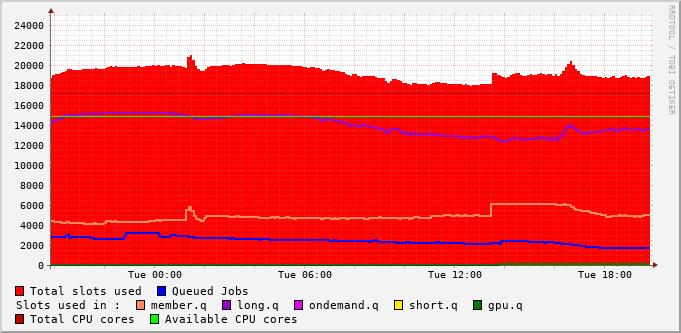 RRDTOOL / TOBI OETIKER
24000
22000
20000
18000
16000
14000
12000
10000
8000
6000
4000
2000
0
Tue 00:00 Tue 06:00 Tue 12:00 Tue 18:00
Total slots used Queued Jobs
Slots used in : member.q long.q ondemand.q short.q gpu.q
Total CPU cores Available CPU cores